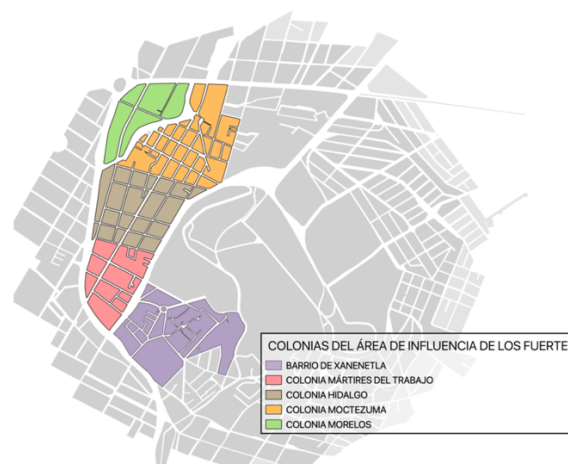 COLONIAS DEL ÁREA DE INFLUENCIA DE LOS FUERTE
BARRIO DE XANENETLA
COLONIA MÁRTIRES DEL TRABAJO
COLONIA HIDALGO
COLONIA MOCTEZUMA
COLONIA MORELOS